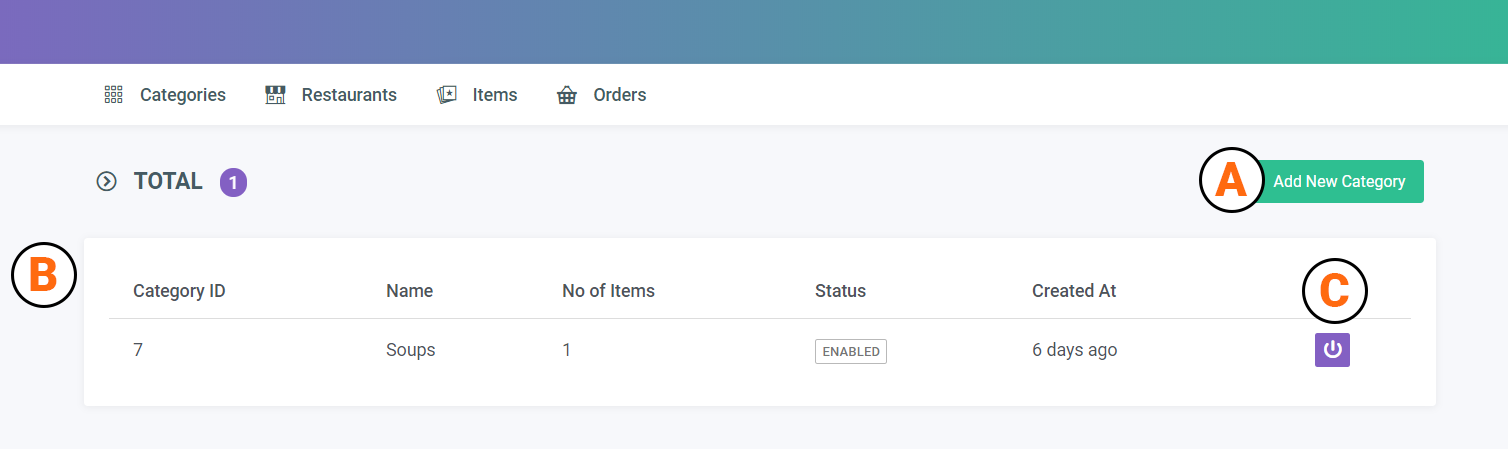 Categories Restaurants Items Orders
TOTAL 1
A Add New Category
B
Category ID Name No of Items Status Created At C
7 Soups 1 ENABLED 6 days ago